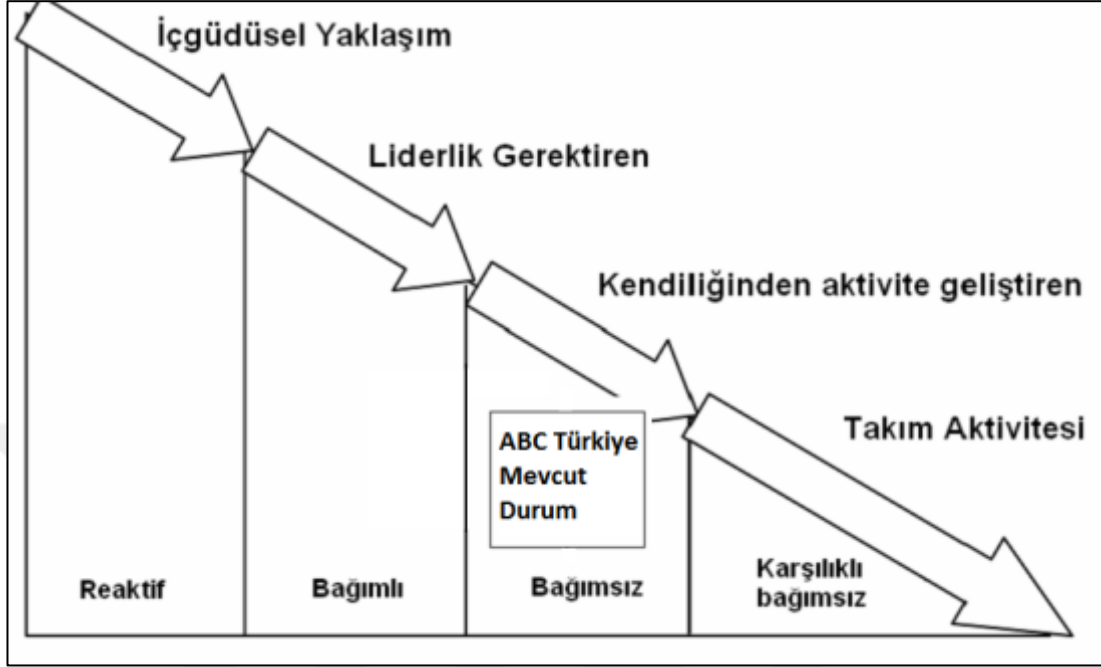 İçgüdüsel Yaklaşım
Liderlik Gerektiren
Kendiliğinden aktivite geliştiren
Takım Aktivitesi
ABC Türkiye
Mevcut
Durum
Reaktif
Bağımlı
Bağımsız
Karşılıklı
bağımsız